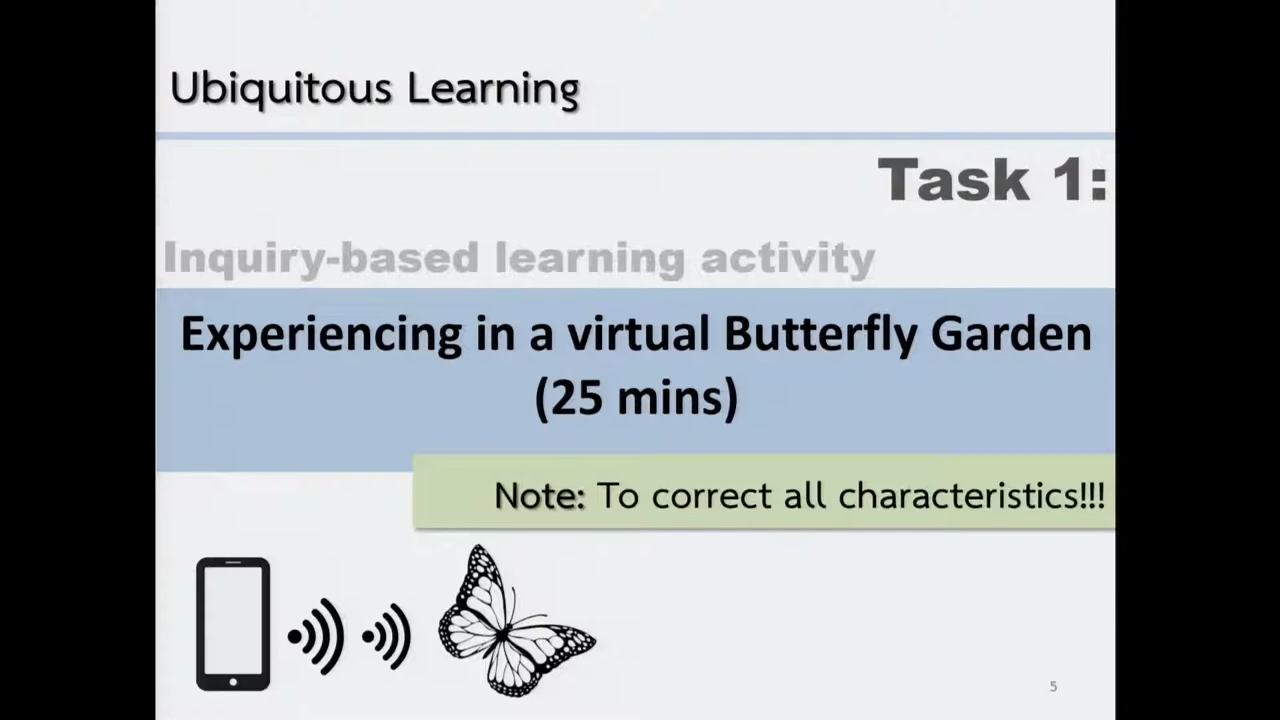 Ubiquitous Learning
Task 1:
Inquiry-based learning activity
Experiencing in a virtual Butterfly Garden
(25 mins)
Note: To correct all characteristics!!!
5